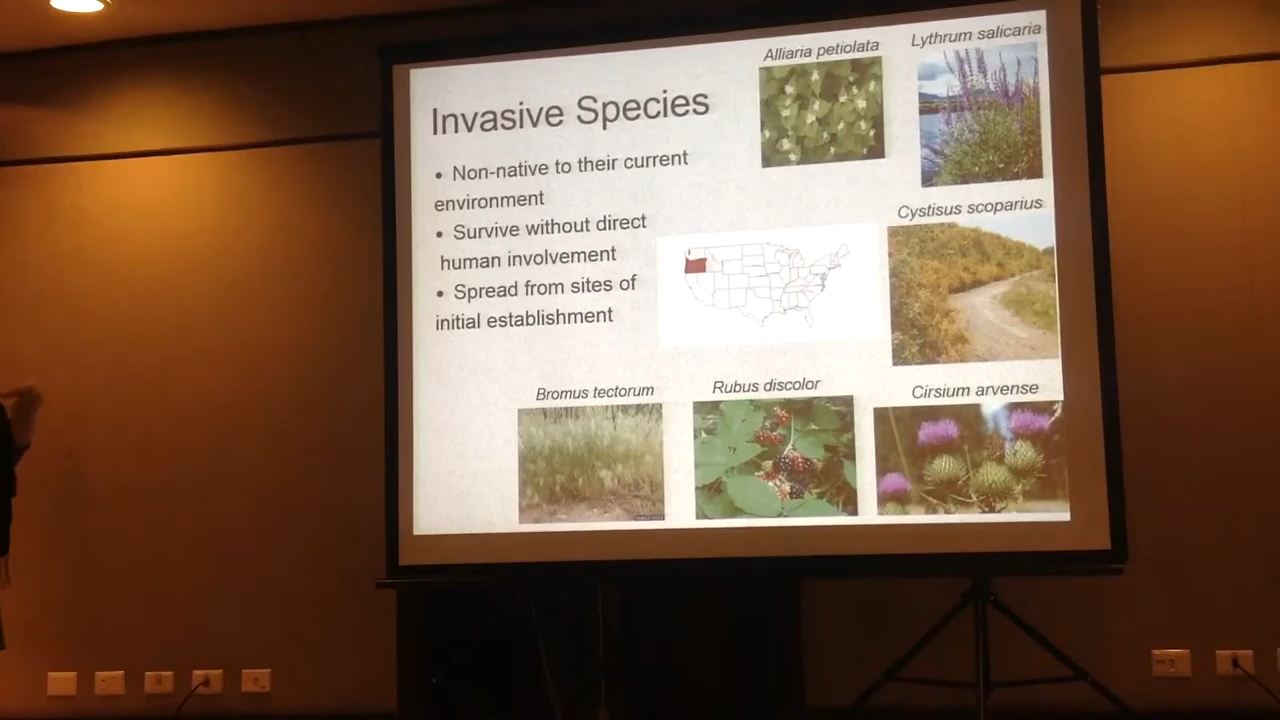 Alliaria petiolata
Lythrum salicaria
Invasive Species
• Non-native to their current
environment
• Survive without direct
human involvement
• Spread from sites of
initial establishment
Cystisus scoparius
Bromus tectorum
Rubus discolor
Cirsium arvense